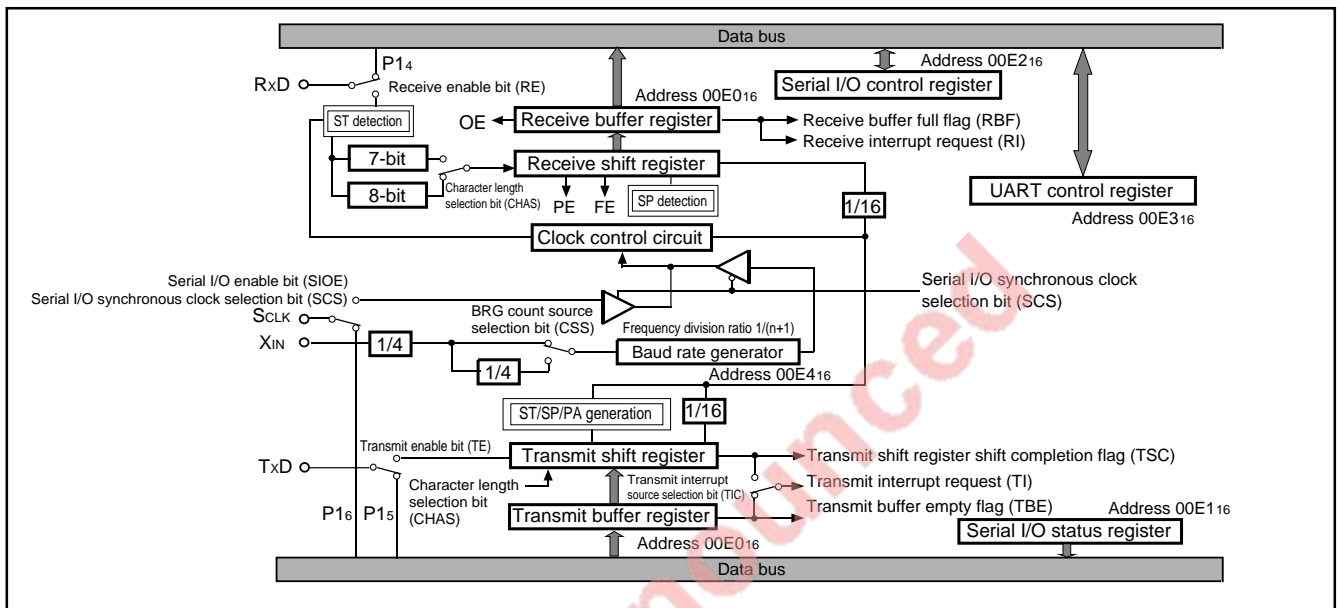 Data bus
P14
RxD
Receive enable bit (RE)
Address 00E216
Serial I/O control register
Address 00E016
ST detection
OE
Receive buffer register
Receive buffer full flag (RBF)
Receive interrupt request (RI)
7-bit
8-bit
Character length
selection bit (CHAS)
Receive shift register
PE
FE
SP detection
1/16
UART control register
Address 00E316
Clock control circuit
Serial I/O enable bit (SIOE)
Serial I/O synchronous clock selection bit (SCS)
Serial I/O synchronous clock
selection bit (SCS)
SCLK
BRG count source
selection bit (CSS)
Frequency division ratio 1/(n+1)
XIN
1/4
1/4
Baud rate generator
Address 00E416
ST/SP/PA generation
1/16
Transmit enable bit (TE)
Transmit shift register
Transmit shift register shift completion flag (TSC)
TxD
Character length
selection bit
(CHAS)
Transmit interrupt
source selection bit (TIC)
Transmit interrupt request (TI)
P16
P15
Transmit buffer register
Transmit buffer empty flag (TBE)
Address 00E116
Serial I/O status register
Address 00E016
Data bus
ounced